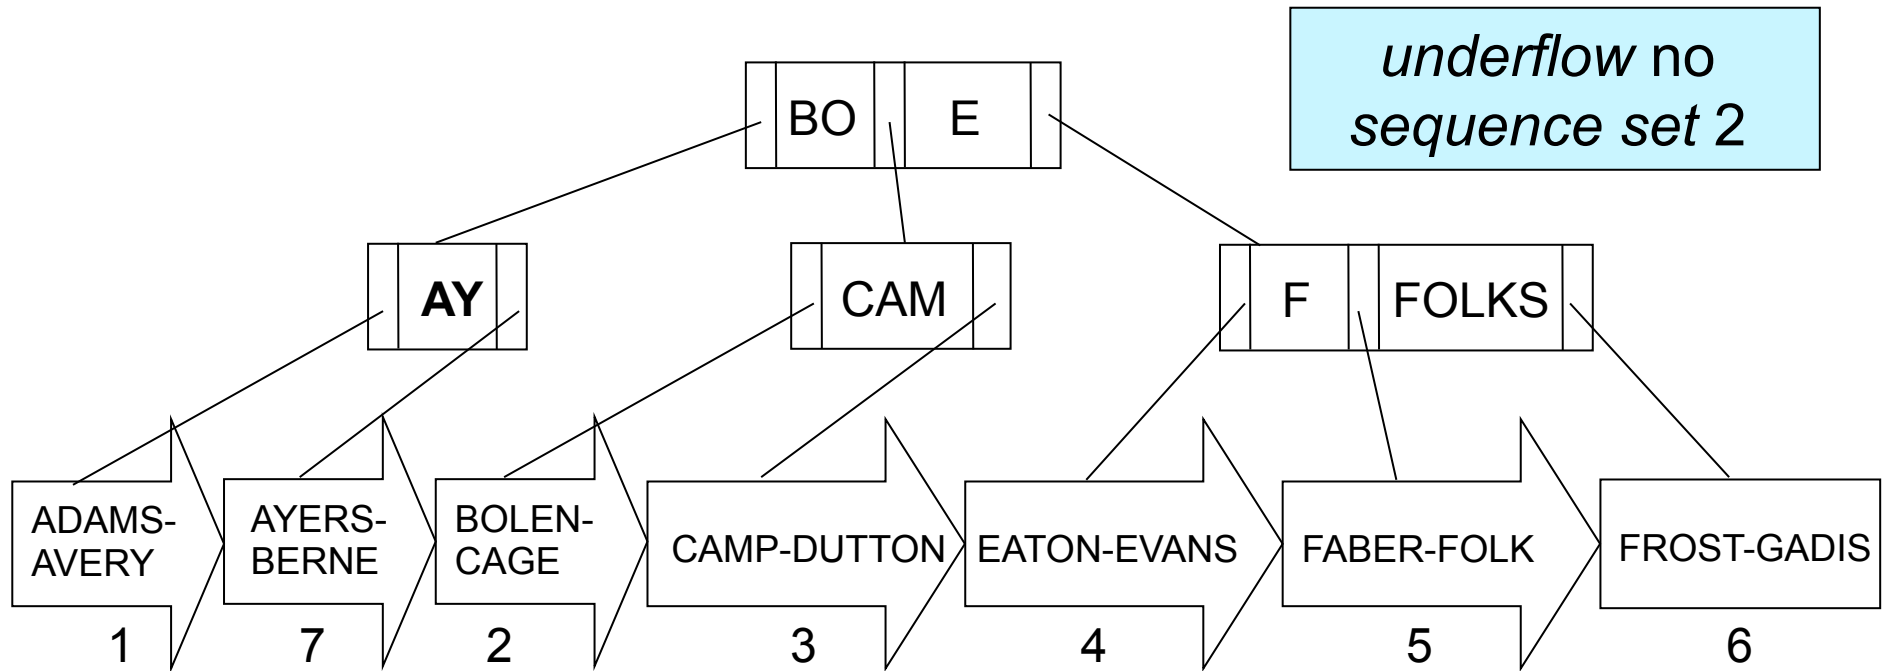 underflow no
sequence set 2
BO E
AY
CAM
F FOLKS
ADAMS-
AVERY
AYERS-
BERNE
BOLEN-
CAGE
CAMP-DUTTON
EATON-EVANS
FABER-FOLK
FROST-GADIS
1 7 2 3 4 5 6